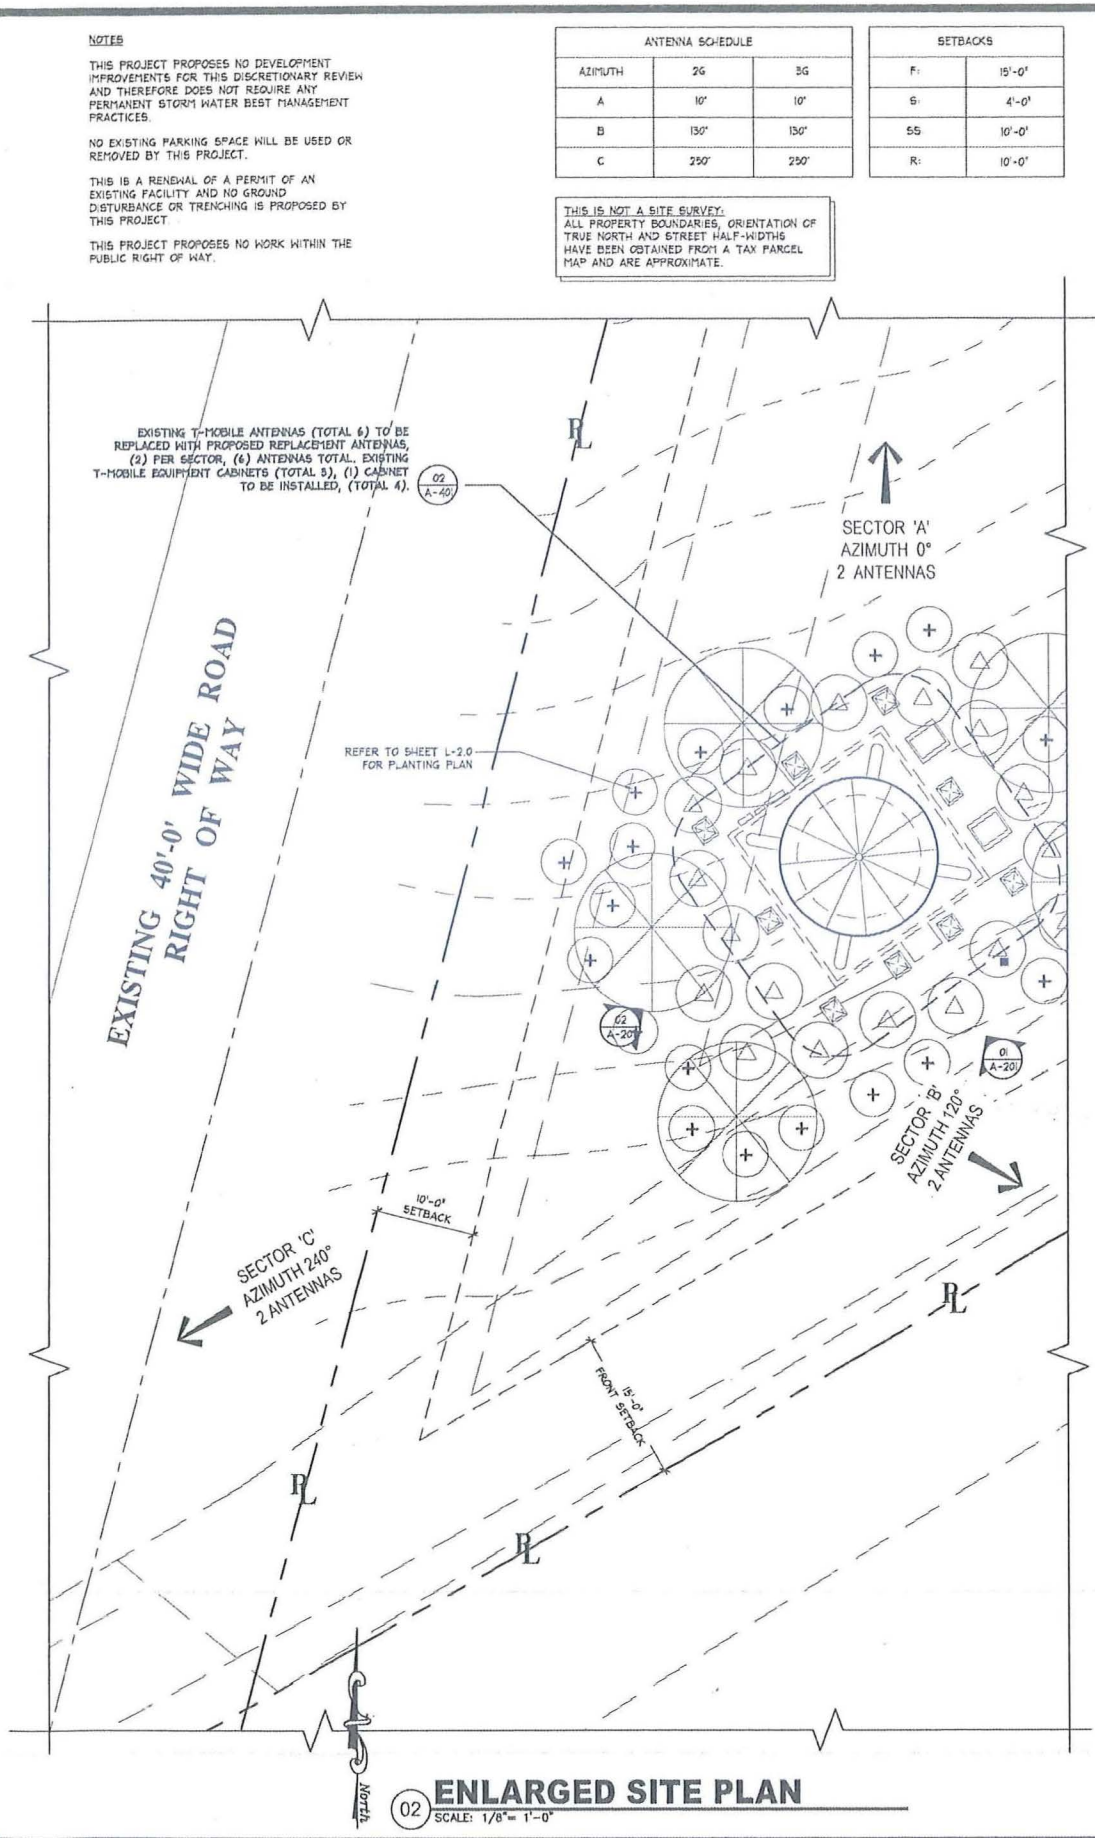 NOTES
THIS PROJECT PROPOSES NO DEVELOPMENT
IMPROVEMENTS FOR THIS DISCRETIONARY REVIEW
AND THEREFORE DOES NOT REQUIRE ANY
PERMANENT STORM WATER BEST MANAGEMENT
PRACTICES.
NO EXISTING PARKING SPACE WILL BE USED OR
REMOVED BY THIS PROJECT.
THIS IS A RENEWAL OF A PERMIT OF AN
EXISTING FACILITY AND NO GROUND
DISTURBANCE OR TRENCHING IS PROPOSED BY
THIS PROJECT.
THIS PROJECT PROPOSES NO WORK WITHIN THE
PUBLIC RIGHT OF WAY.
ANTENNA SCHEDULE
AZIMUTH 2G 3G
A 10° 10°
B 130° 130°
C 250° 250°
SETBACKS
F: 15'-0"
S: 4'-0"
SS 10'-0"
R: 10'-0"
THIS IS NOT A SITE SURVEY:
ALL PROPERTY BOUNDARIES, ORIENTATION OF
TRUE NORTH AND STREET HALF-WIDTHS
HAVE BEEN OBTAINED FROM A TAX PARCEL
MAP AND ARE APPROXIMATE.
EXISTING T-MOBILE ANTENNAS (TOTAL 6) TO BE
REPLACED WITH PROPOSED REPLACEMENT ANTENNAS,
(2) PER SECTOR, (6) ANTENNAS TOTAL. EXISTING
T-MOBILE EQUIPMENT CABINETS (TOTAL 3), (1) CABINET
TO BE INSTALLED, (TOTAL 4).
02
PL
SECTOR 'A'
AZIMUTH 0°
2 ANTENNAS
EXISTING 40'-0' WIDE ROAD
RIGHT OF WAY
REFER TO SHEET L-2.0
FOR PLANTING PLAN
02
A-201
01
A-201
SECTOR 'B'
AZIMUTH 120°
2 ANTENNAS
10'-0"
SETBACK
SECTOR 'C'
AZIMUTH 240°
2 ANTENNAS
PL
15'-0"
FRONT SETBACK
PL
PL
North
02
ENLARGED SITE PLAN
SCALE: 1/8"= 1'-0"